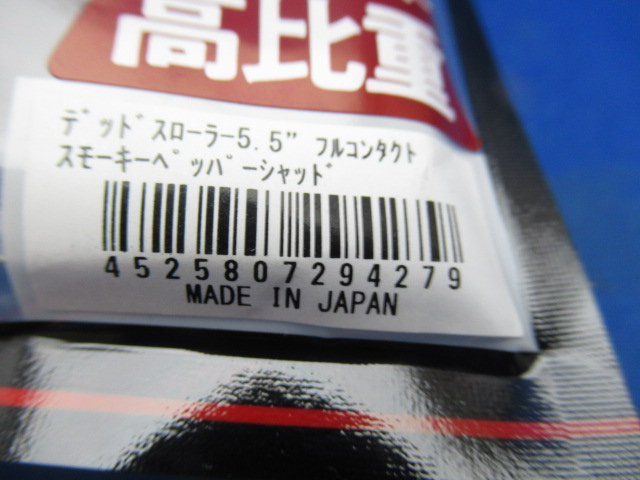 高比重
ﾃﾞｯﾄﾞｽﾛｰﾗｰ5.5" ﾌﾙｺﾝﾀｸﾄ
ｽﾓｰｷｰﾍﾟｯﾊﾟｰｼｬｯﾄﾞ
4525807294279
MADE IN JAPAN